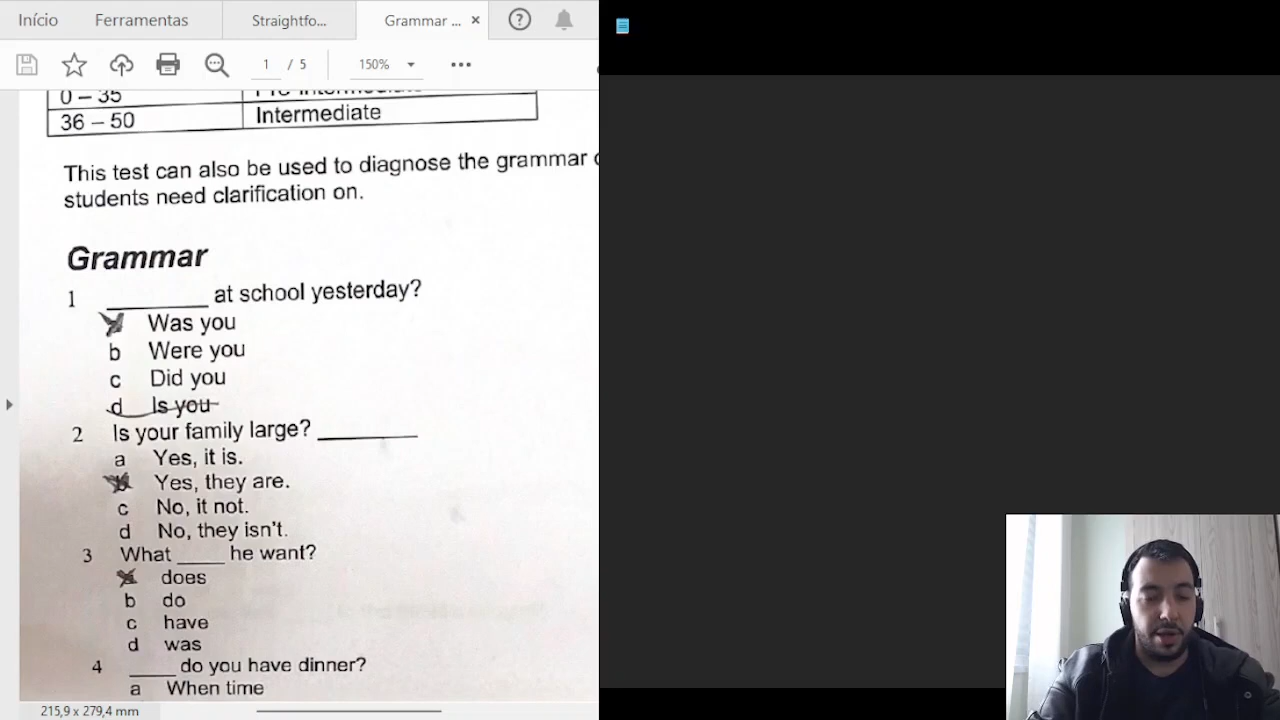 Início Ferramentas Straightfo... Grammar ... ×
1 / 5 150%
0 – 35
36 – 50 Intermediate
This test can also be used to diagnose the grammar
students need clarification on.
Grammar
1 ________ at school yesterday?
Was you
b Were you
c Did you
d Is you
2 Is your family large? ________
a Yes, it is.
Yes, they are.
c No, it not.
d No, they isn't.
3 What ____ he want?
does
b do
c have
d was
4 ____ do you have dinner?
a When time
215,9 x 279,4 mm